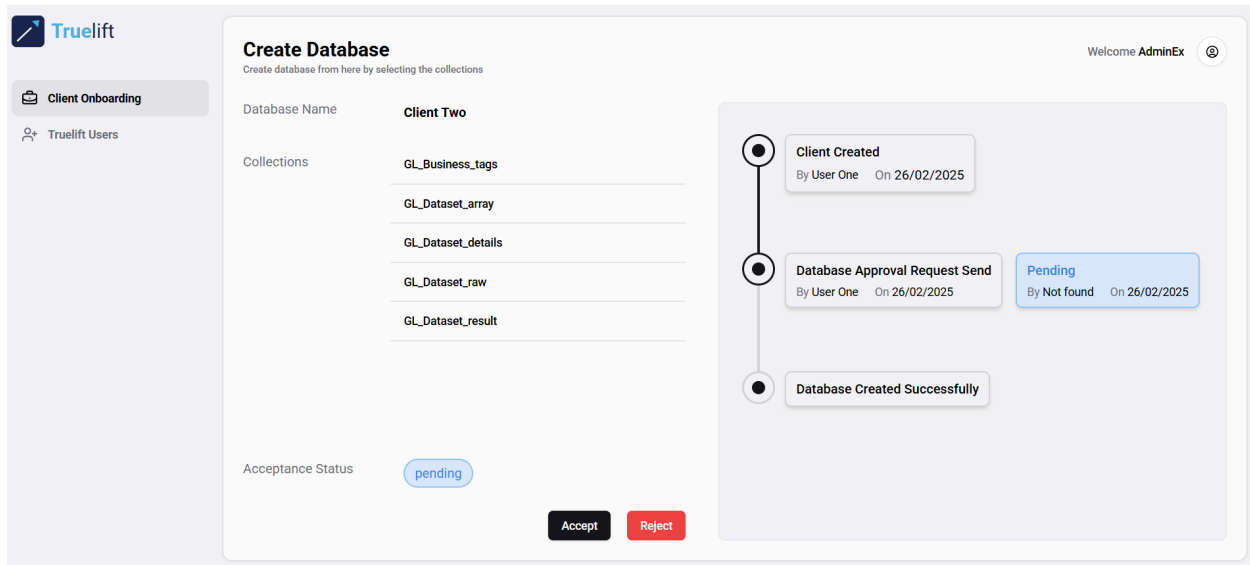 Truelift
Client Onboarding
Truelift Users
Create Database
Create database from here by selecting the collections
Welcome AdminEx
Database Name
Client Two
Collections
GL_Business_tags
GL_Dataset_array
GL_Dataset_details
GL_Dataset_raw
GL_Dataset_result
Acceptance Status
pending
Accept
Reject
Client Created
By User One On 26/02/2025
Database Approval Request Send
By User One On 26/02/2025
Pending
By Not found On 26/02/2025
Database Created Successfully